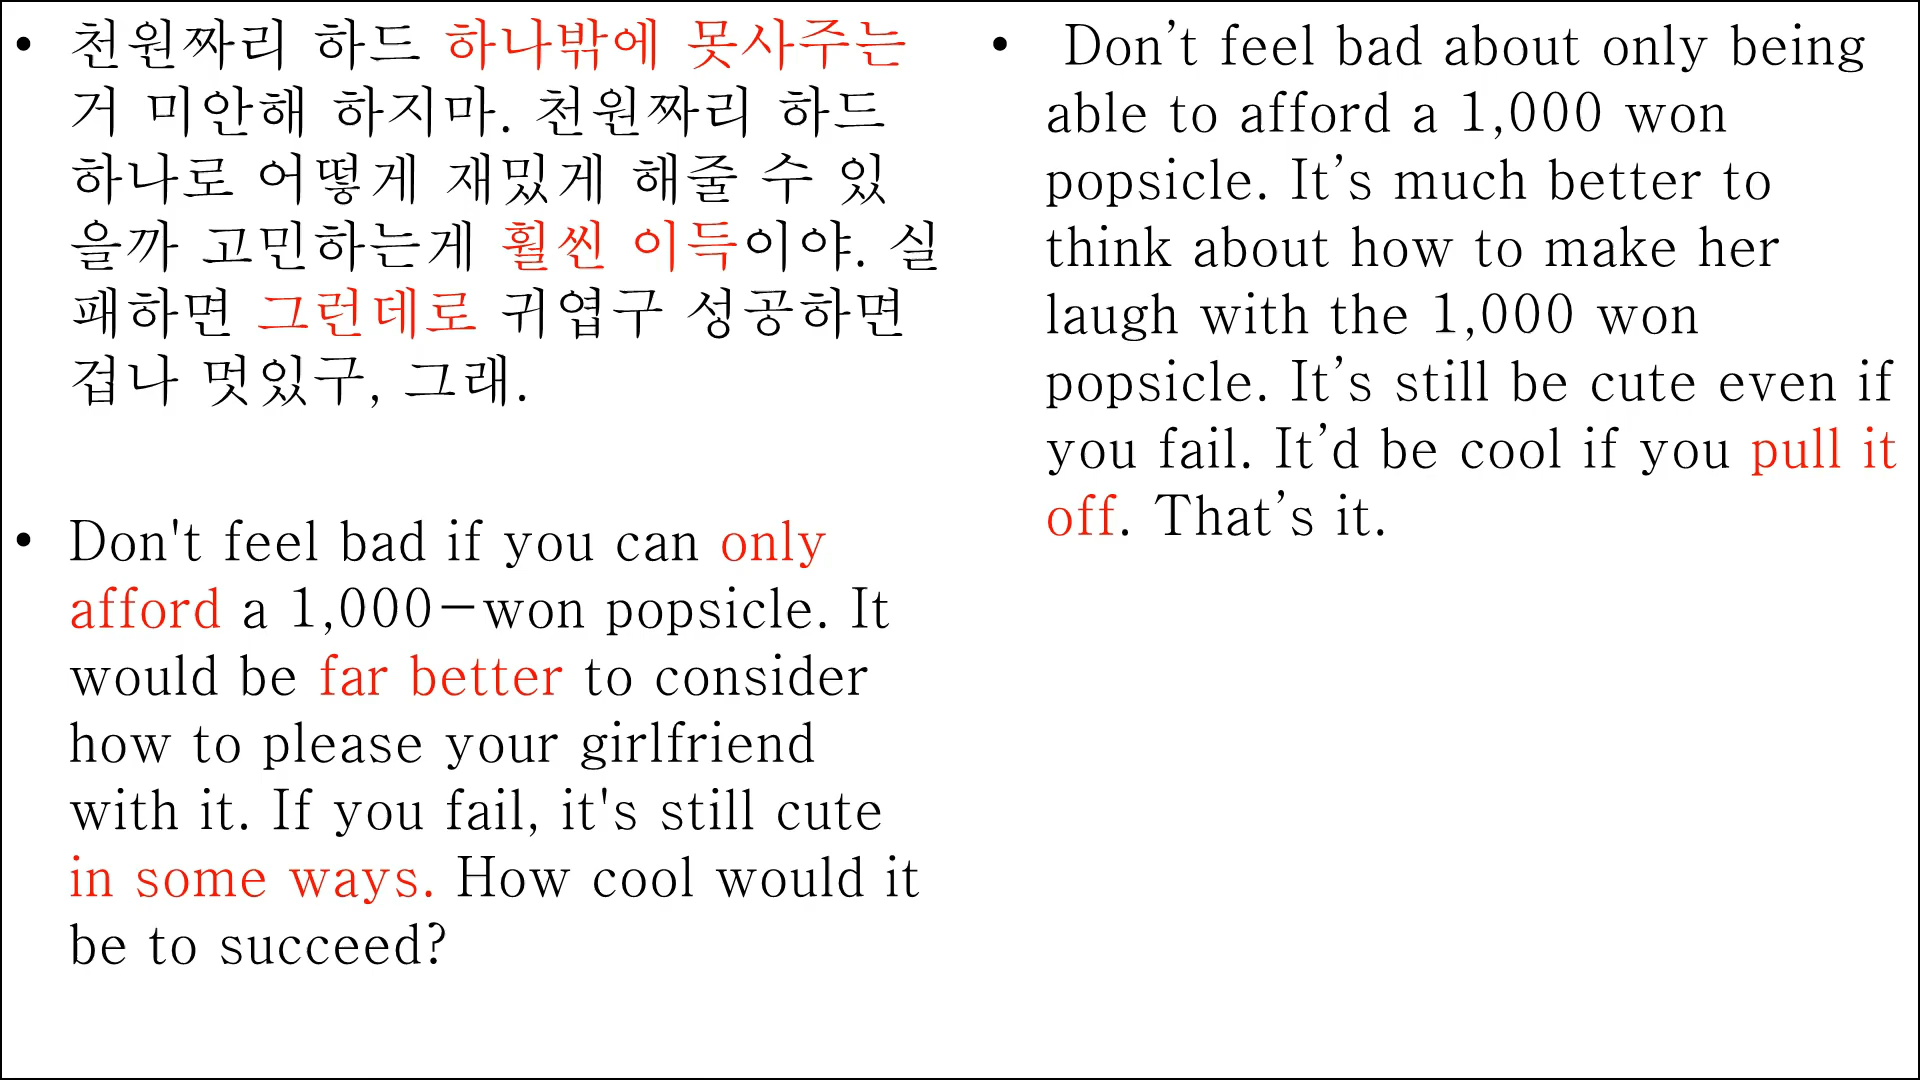 • 천원짜리 하드 하나밖에 못사주는
거 미안해 하지마. 천원짜리 하드
하나로 어떻게 재밌게 해줄 수 있
을까 고민하는게 훨씬 이득이야. 실
패하면 그런데로 귀엽구 성공하면
겁나 멋있구, 그래.
• Don't feel bad if you can only
afford a 1,000-won popsicle. It
would be far better to consider
how to please your girlfriend
with it. If you fail, it's still cute
in some ways. How cool would it
be to succeed?
• Don’t feel bad about only being
able to afford a 1,000 won
popsicle. It’s much better to
think about how to make her
laugh with the 1,000 won
popsicle. It’s still be cute even if
you fail. It’d be cool if you pull it
off. That’s it.